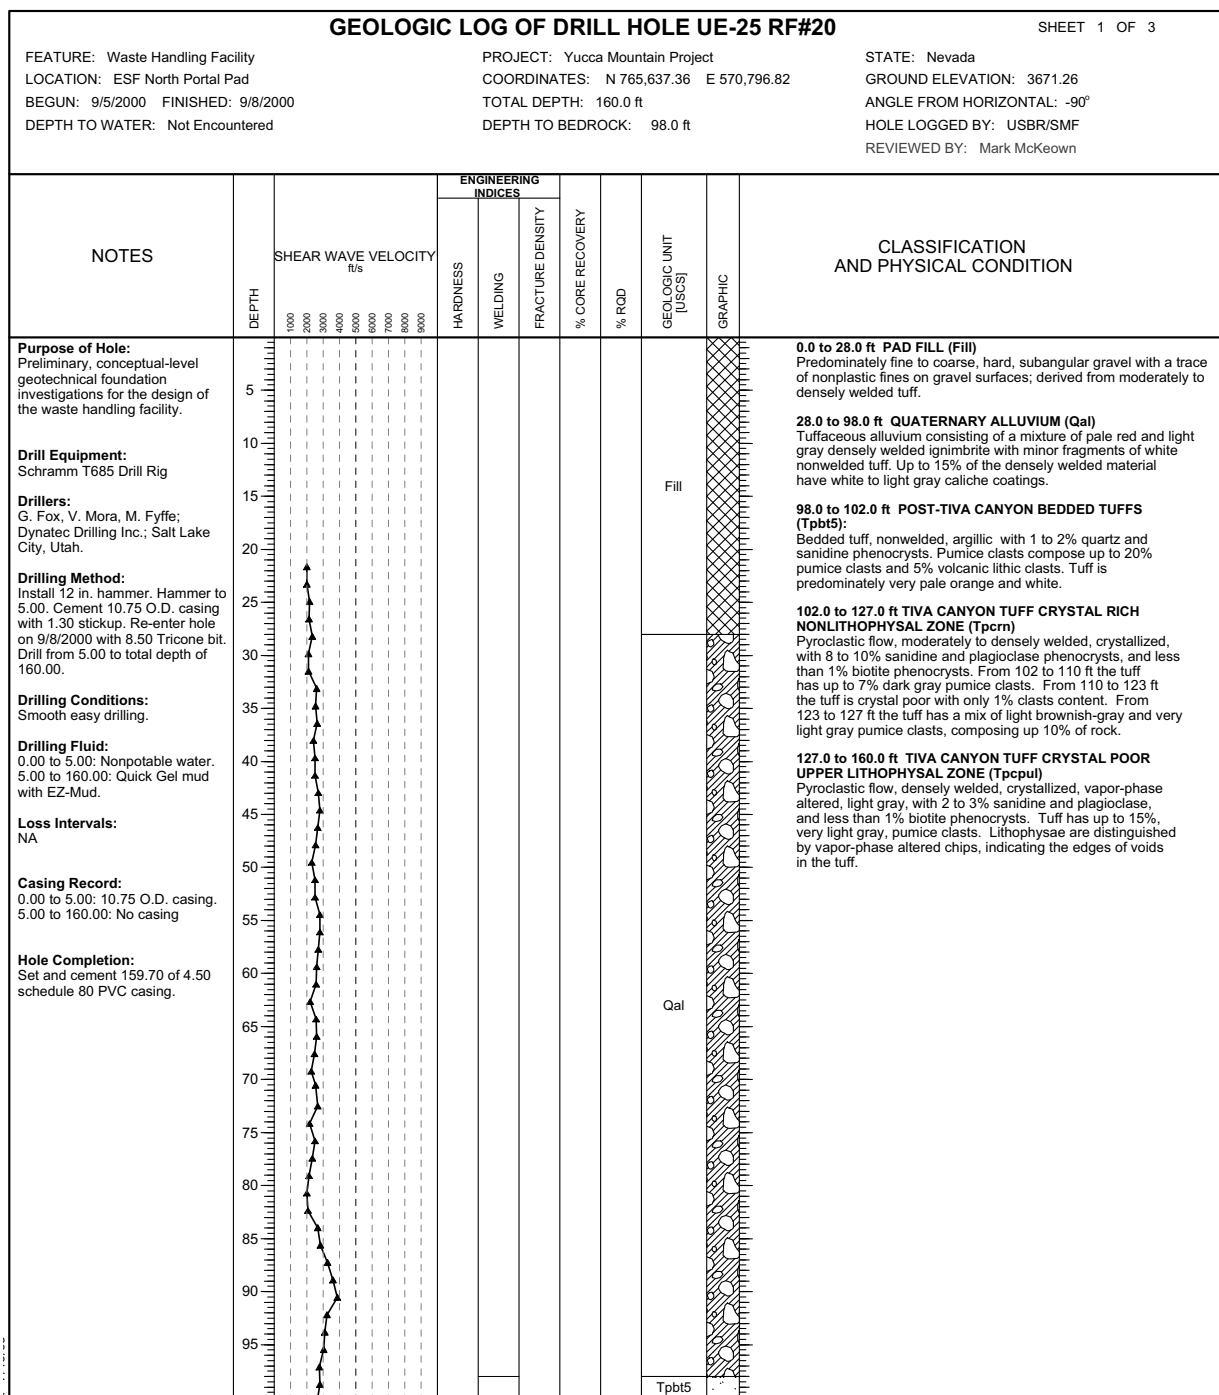 GEOLOGIC LOG OF DRILL HOLE UE-25 RF#20
SHEET 1 OF 3
FEATURE: Waste Handling Facility
LOCATION: ESF North Portal Pad
BEGUN: 9/5/2000 FINISHED: 9/8/2000
DEPTH TO WATER: Not Encountered
PROJECT: Yucca Mountain Project
COORDINATES: N 765,637.36 E 570,796.82
TOTAL DEPTH: 160.0 ft
DEPTH TO BEDROCK: 98.0 ft
STATE: Nevada
GROUND ELEVATION: 3671.26
ANGLE FROM HORIZONTAL: -90°
HOLE LOGGED BY: USBR/SMF
REVIEWED BY: Mark McKeown
NOTES
DEPTH
SHEAR WAVE VELOCITY
ft/s
1000
2000
3000
4000
5000
6000
7000
8000
9000
ENGINEERING
INDICES
HARDNESS
WELDING
FRACTURE DENSITY
% CORE RECOVERY
% RQD
GEOLOGIC UNIT
[USCS]
GRAPHIC
CLASSIFICATION
AND PHYSICAL CONDITION
Purpose of Hole:
Preliminary, conceptual-level
geotechnical foundation
investigations for the design of
the waste handling facility.
Drill Equipment:
Schramm T685 Drill Rig
Drillers:
G. Fox, V. Mora, M. Fyffe;
Dynatec Drilling Inc.; Salt Lake
City, Utah.
Drilling Method:
Install 12 in. hammer. Hammer to
5.00. Cement 10.75 O.D. casing
with 1.30 stickup. Re-enter hole
on 9/8/2000 with 8.50 Tricone bit.
Drill from 5.00 to total depth of
160.00.
Drilling Conditions:
Smooth easy drilling.
Drilling Fluid:
0.00 to 5.00: Nonpotable water.
5.00 to 160.00: Quick Gel mud
with EZ-Mud.
Loss Intervals:
NA
Casing Record:
0.00 to 5.00: 10.75 O.D. casing.
5.00 to 160.00: No casing
Hole Completion:
Set and cement 159.70 of 4.50
schedule 80 PVC casing.
5
10
15
20
25
30
35
40
45
50
55
60
65
70
75
80
85
90
95
Fill
Qal
Tpbt5
0.0 to 28.0 ft PAD FILL (Fill)
Predominately fine to coarse, hard, subangular gravel with a trace
of nonplastic fines on gravel surfaces; derived from moderately to
densely welded tuff.
28.0 to 98.0 ft QUATERNARY ALLUVIUM (Qal)
Tuffaceous alluvium consisting of a mixture of pale red and light
gray densely welded ignimbrite with minor fragments of white
nonwelded tuff. Up to 15% of the densely welded material
have white to light gray caliche coatings.
98.0 to 102.0 ft POST-TIVA CANYON BEDDED TUFFS
(Tpbt5):
Bedded tuff, nonwelded, argillic with 1 to 2% quartz and
sanidine phenocrysts. Pumice clasts compose up to 20%
pumice clasts and 5% volcanic lithic clasts. Tuff is
predominately very pale orange and white.
102.0 to 127.0 ft TIVA CANYON TUFF CRYSTAL RICH
NONLITHOPHYSAL ZONE (Tpcrn)
Pyroclastic flow, moderately to densely welded, crystallized,
with 8 to 10% sanidine and plagioclase phenocrysts, and less
than 1% biotite phenocrysts. From 102 to 110 ft the tuff
has up to 7% dark gray pumice clasts. From 110 to 123 ft
the tuff is crystal poor with only 1% clasts content. From
123 to 127 ft the tuff has a mix of light brownish-gray and very
light gray pumice clasts, composing up 10% of rock.
127.0 to 160.0 ft TIVA CANYON TUFF CRYSTAL POOR
UPPER LITHOPHYSAL ZONE (Tpcpul)
Pyroclastic flow, densely welded, crystallized, vapor-phase
altered, light gray, with 2 to 3% sanidine and plagioclase,
and less than 1% biotite phenocrysts. Tuff has up to 15%,
very light gray, pumice clasts. Lithophysae are distinguished
by vapor-phase altered chips, indicating the edges of voids
in the tuff.